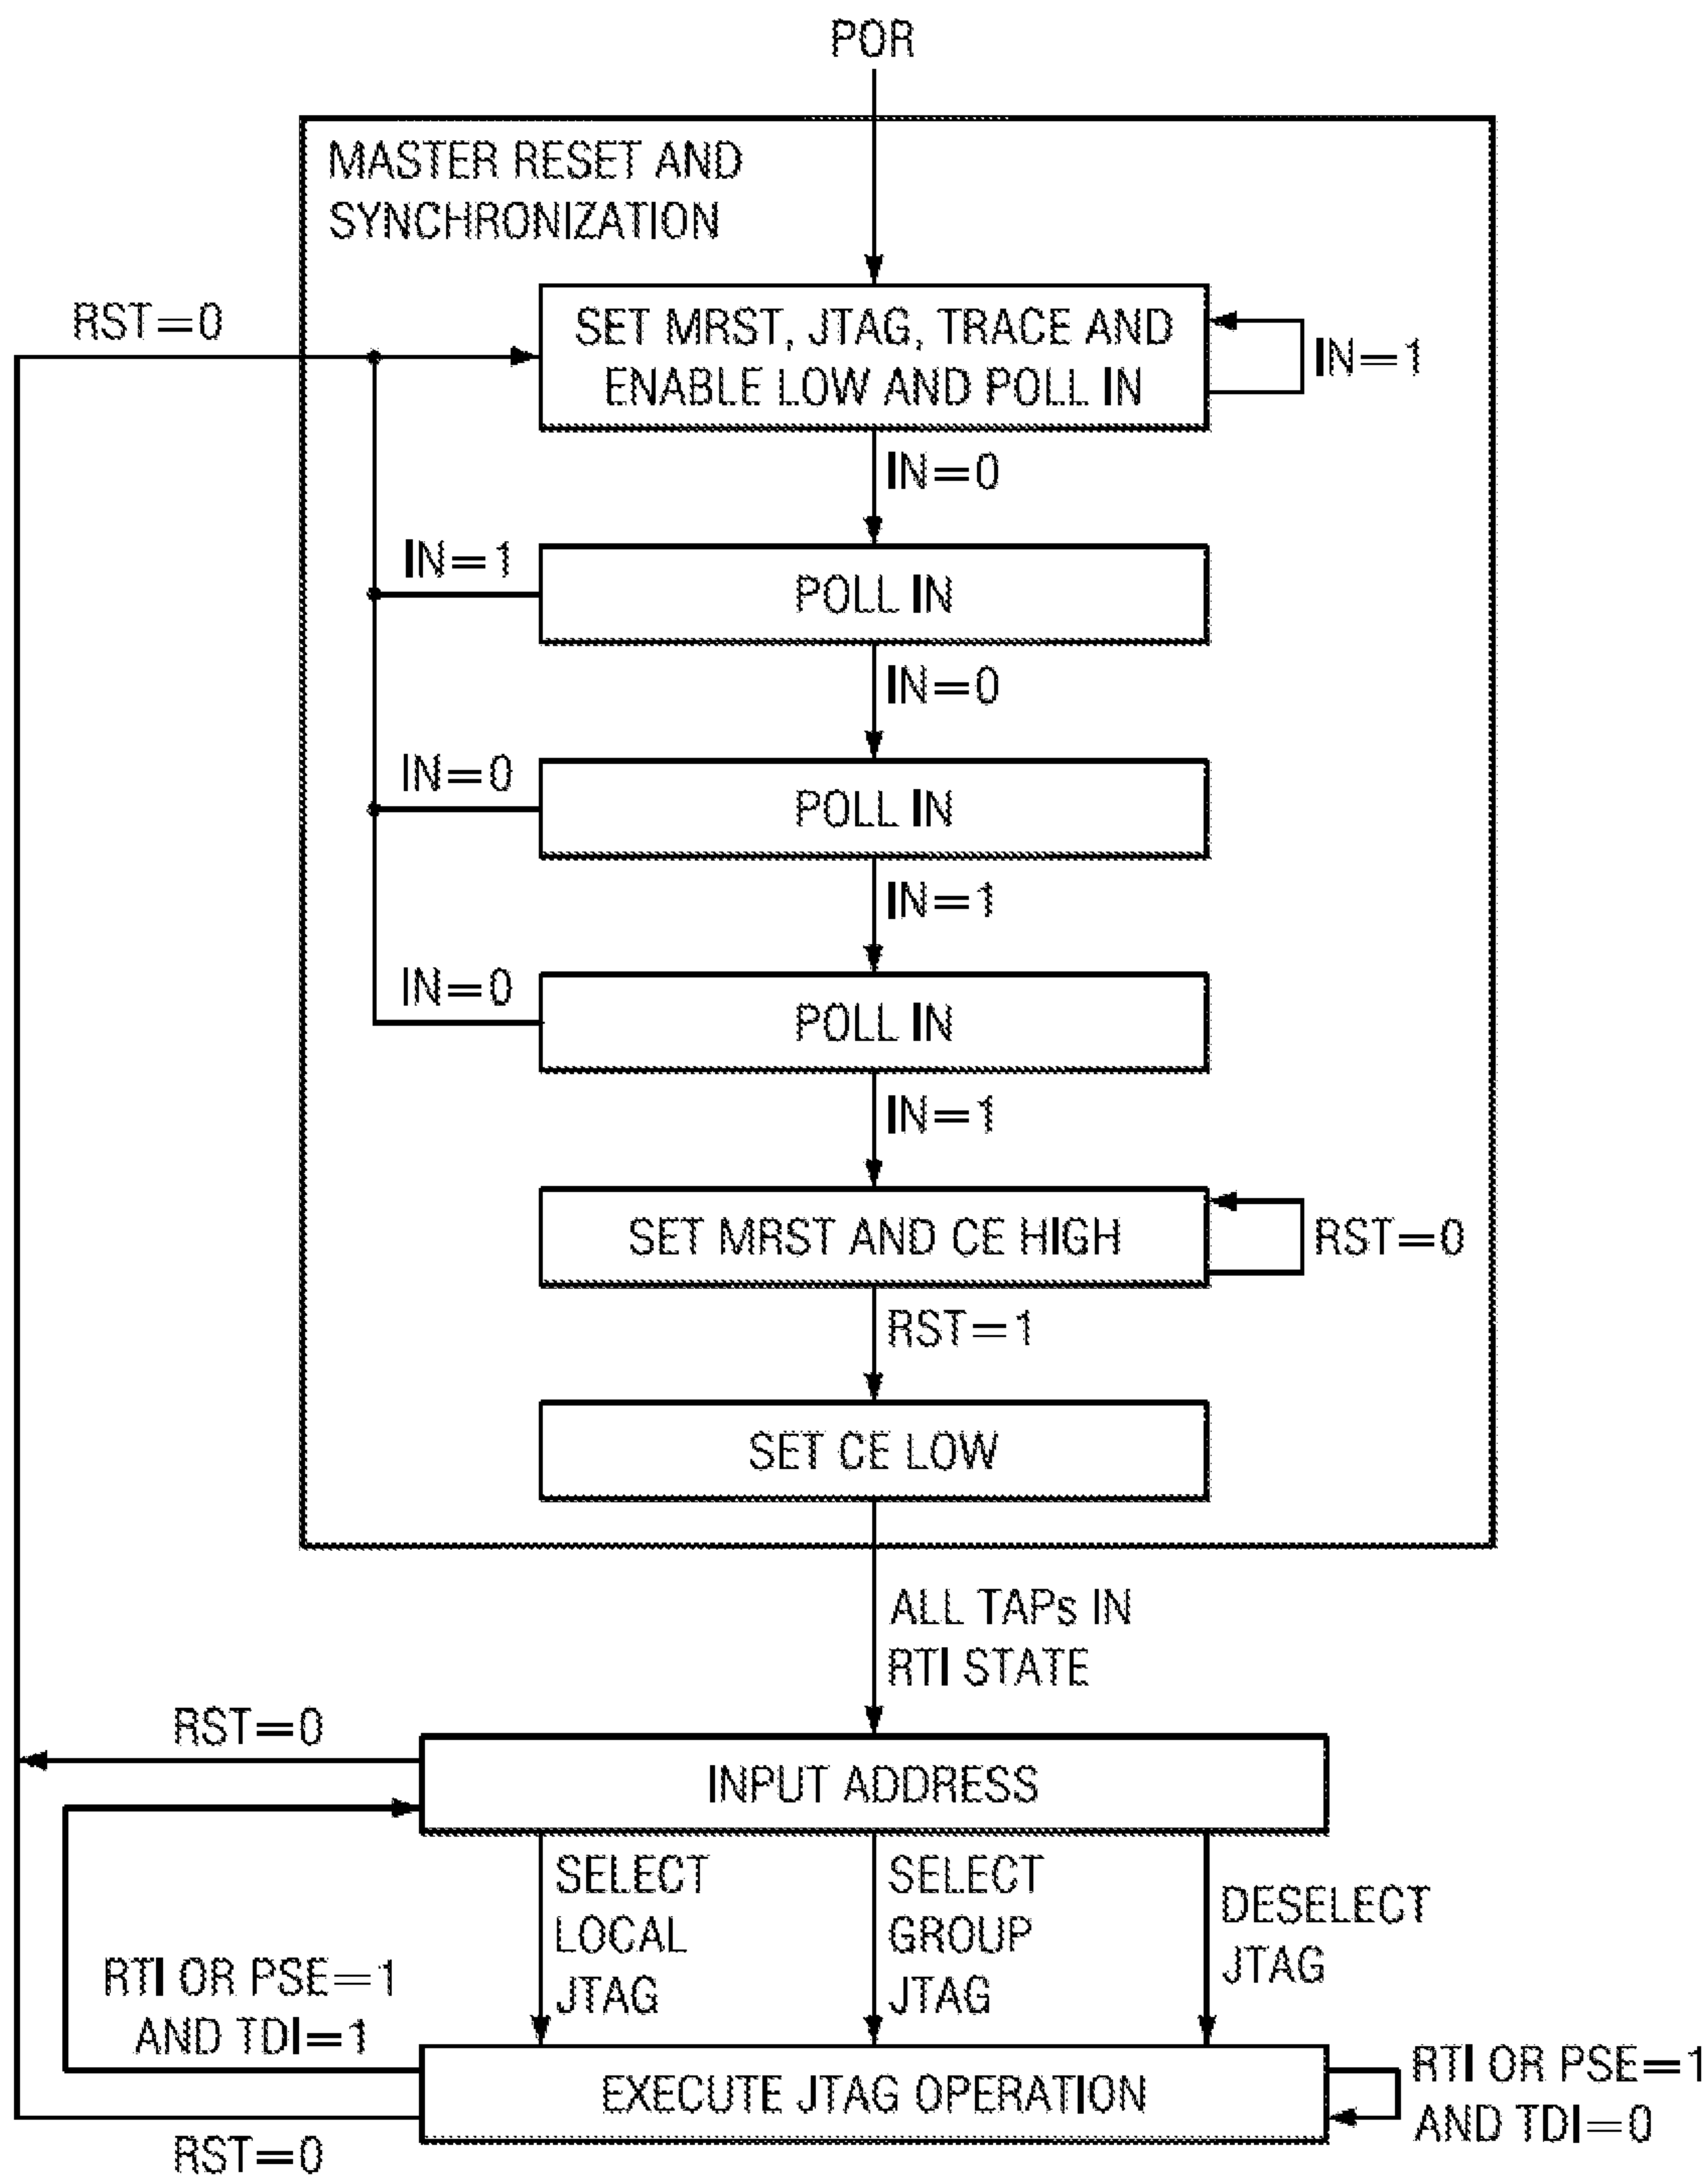 POR
MASTER RESET AND
SYNCHRONIZATION
RST=0
SET MRST, JTAG, TRACE AND
ENABLE LOW AND POLL IN
IN=1
IN=0
IN=1
POLL IN
IN=0
IN=0
POLL IN
IN=1
IN=0
POLL IN
IN=1
SET MRST AND CE HIGH
RST=0
RST=1
SET CE LOW
ALL TAPs IN
RTI STATE
RST=0
INPUT ADDRESS
SELECT
LOCAL
JTAG
SELECT
GROUP
JTAG
DESELECT
JTAG
RTI OR PSE=1
AND TDI=1
EXECUTE JTAG OPERATION
RTI OR PSE=1
AND TDI=0
RST=0